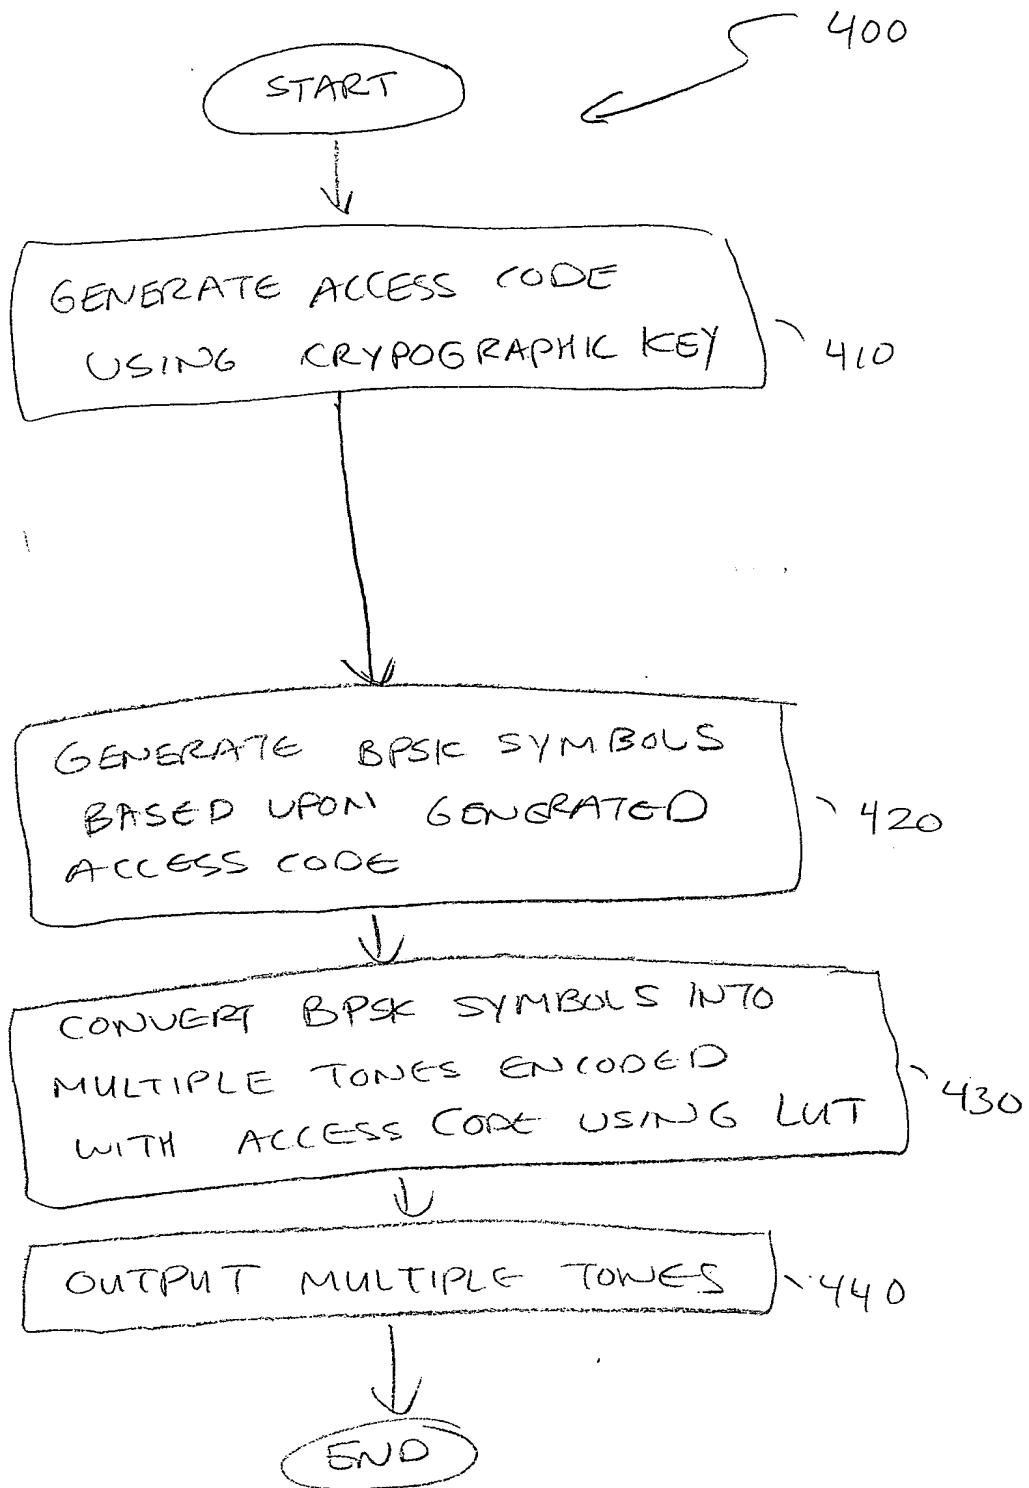 400
START
GENERATE ACCESS CODE
USING CRYPOGRAPHIC KEY
410
GENERATE BPSK SYMBOLS
BASED UPON GENERATED
ACCESS CODE
420
CONVERT BPSK SYMBOLS INTO
MULTIPLE TONES ENCODED
WITH ACCESS CODE USING LUT
430
OUTPUT MULTIPLE TONES
440
END